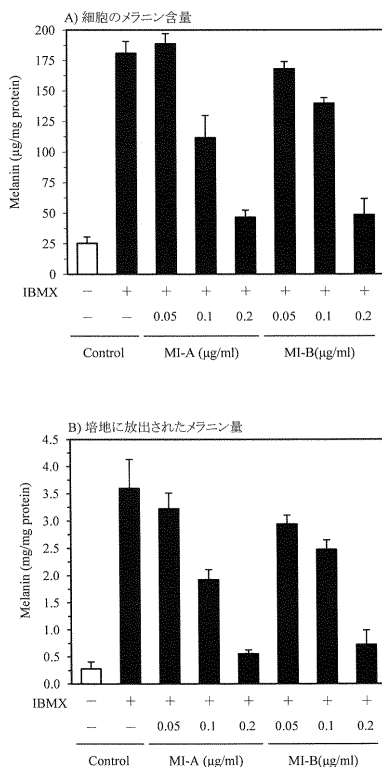 A) 細胞のメラニン含量
Melanin (μg/mg protein)
200
175
150
125
100
75
50
25
0
IBMX − + + + + + + +
− − 0.05 0.1 0.2 0.05 0.1 0.2
Control MI-A (μg/ml) MI-B(μg/ml)
B) 培地に放出されたメラニン量
Melanin (mg/mg protein)
4.5
4.0
3.5
3.0
2.5
2.0
1.5
1.0
0.5
0.0
IBMX − + + + + + + +
− − 0.05 0.1 0.2 0.05 0.1 0.2
Control MI-A (μg/ml) MI-B(μg/ml)